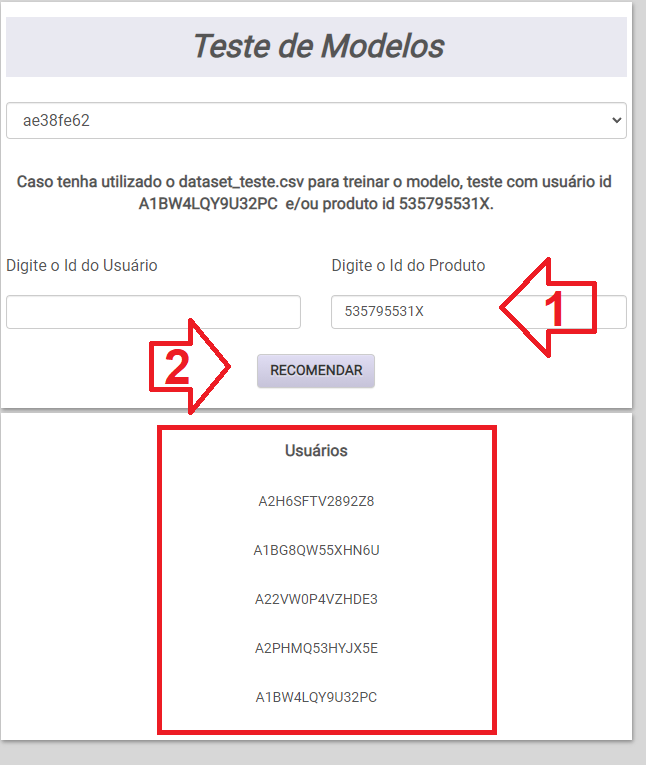 Teste de Modelos
ae38fe62
Caso tenha utilizado o dataset_teste.csv para treinar o modelo, teste com usuário id
A1BW4LQY9U32PC e/ou produto id 535795531X.
Digite o Id do Usuário
Digite o Id do Produto
535795531X
1
2
RECOMENDAR
Usuários
A2H6SFTV2892Z8
A1BG8QW55XHN6U
A22VW0P4VZHDE3
A2PHMQ53HYJX5E
A1BW4LQY9U32PC